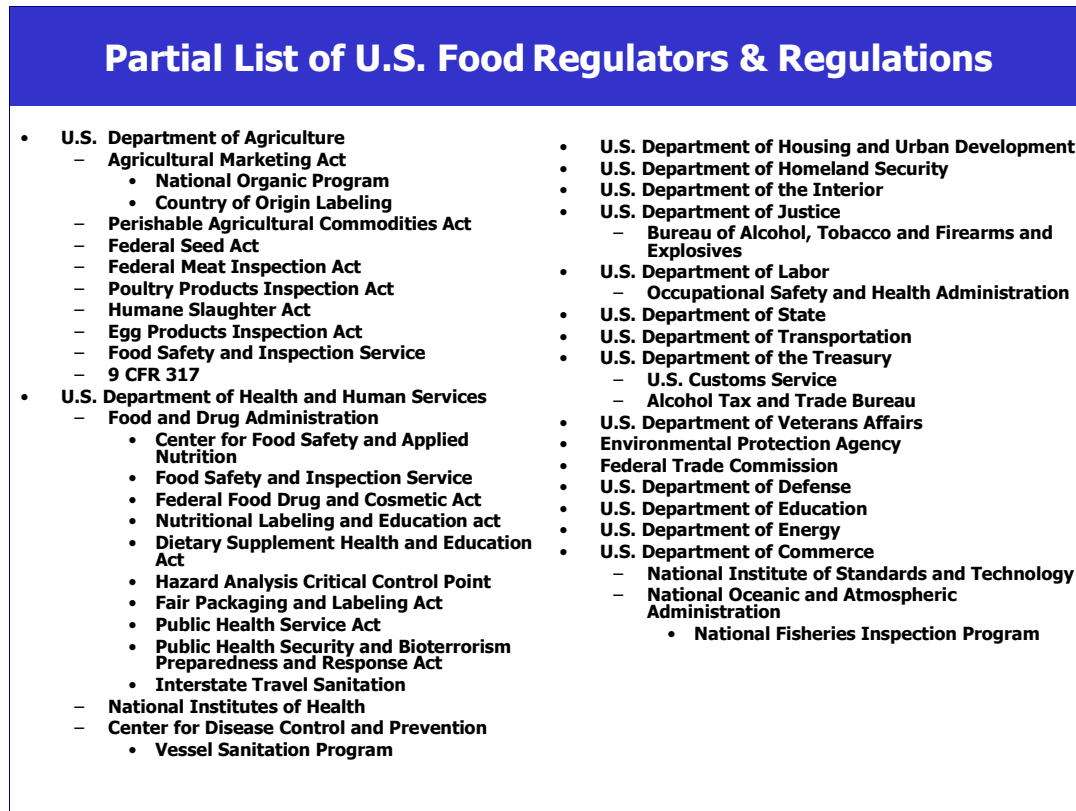 Partial List of U.S. Food Regulators & Regulations
• U.S. Department of Agriculture
– Agricultural Marketing Act
• National Organic Program
• Country of Origin Labeling
– Perishable Agricultural Commodities Act
– Federal Seed Act
– Federal Meat Inspection Act
– Poultry Products Inspection Act
– Humane Slaughter Act
– Egg Products Inspection Act
– Food Safety and Inspection Service
– 9 CFR 317
• U.S. Department of Health and Human Services
– Food and Drug Administration
• Center for Food Safety and Applied
Nutrition
• Food Safety and Inspection Service
• Federal Food Drug and Cosmetic Act
• Nutritional Labeling and Education act
• Dietary Supplement Health and Education
Act
• Hazard Analysis Critical Control Point
• Fair Packaging and Labeling Act
• Public Health Service Act
• Public Health Security and Bioterrorism
Preparedness and Response Act
• Interstate Travel Sanitation
– National Institutes of Health
– Center for Disease Control and Prevention
• Vessel Sanitation Program
• U.S. Department of Housing and Urban Development
• U.S. Department of Homeland Security
• U.S. Department of the Interior
• U.S. Department of Justice
– Bureau of Alcohol, Tobacco and Firearms and
Explosives
• U.S. Department of Labor
– Occupational Safety and Health Administration
• U.S. Department of State
• U.S. Department of Transportation
• U.S. Department of the Treasury
– U.S. Customs Service
– Alcohol Tax and Trade Bureau
• U.S. Department of Veterans Affairs
• Environmental Protection Agency
• Federal Trade Commission
• U.S. Department of Defense
• U.S. Department of Education
• U.S. Department of Energy
• U.S. Department of Commerce
– National Institute of Standards and Technology
– National Oceanic and Atmospheric
Administration
• National Fisheries Inspection Program